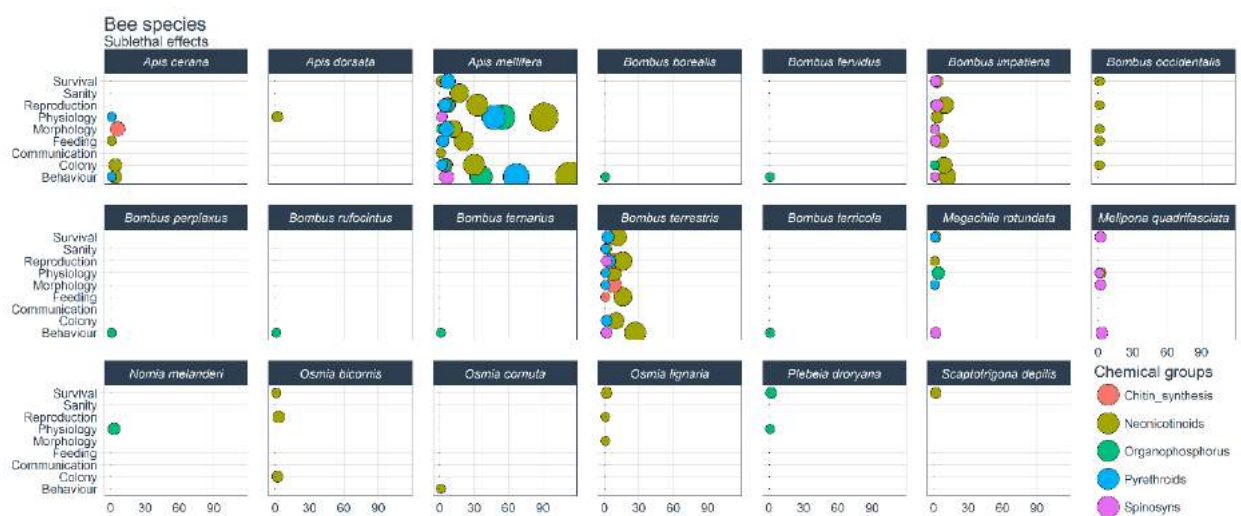 Bee species
Sublethal effects
Apis cerana
Apis dorsata
Apis mellifera
Bombus borealis
Bombus fervidus
Bombus impatiens
Bombus occidentalis
Survival
Sanity
Reproduction
Physiology
Morphology
Feeding
Communication
Colony
Behaviour
Bombus perplexus
Bombus rufocintus
Bombus ternarius
Bombus terrestris
Bombus terricola
Megachile rotundata
Melipona quadrifasciata
Survival
Sanity
Reproduction
Physiology
Morphology
Feeding
Communication
Colony
Behaviour
0 30 60 90
Nomia melanderi
Osmia bicornis
Osmia cornuta
Osmia lignaria
Plebeia droryana
Scaptotrigona depilis
Survival
Sanity
Reproduction
Physiology
Morphology
Feeding
Communication
Colony
Behaviour
0 30 60 90
0 30 60 90
0 30 60 90
0 30 60 90
0 30 60 90
0 30 60 90
Chemical groups
Chitin_synthesis
Neonicotinoids
Organophosphorus
Pyrethroids
Spinosyns